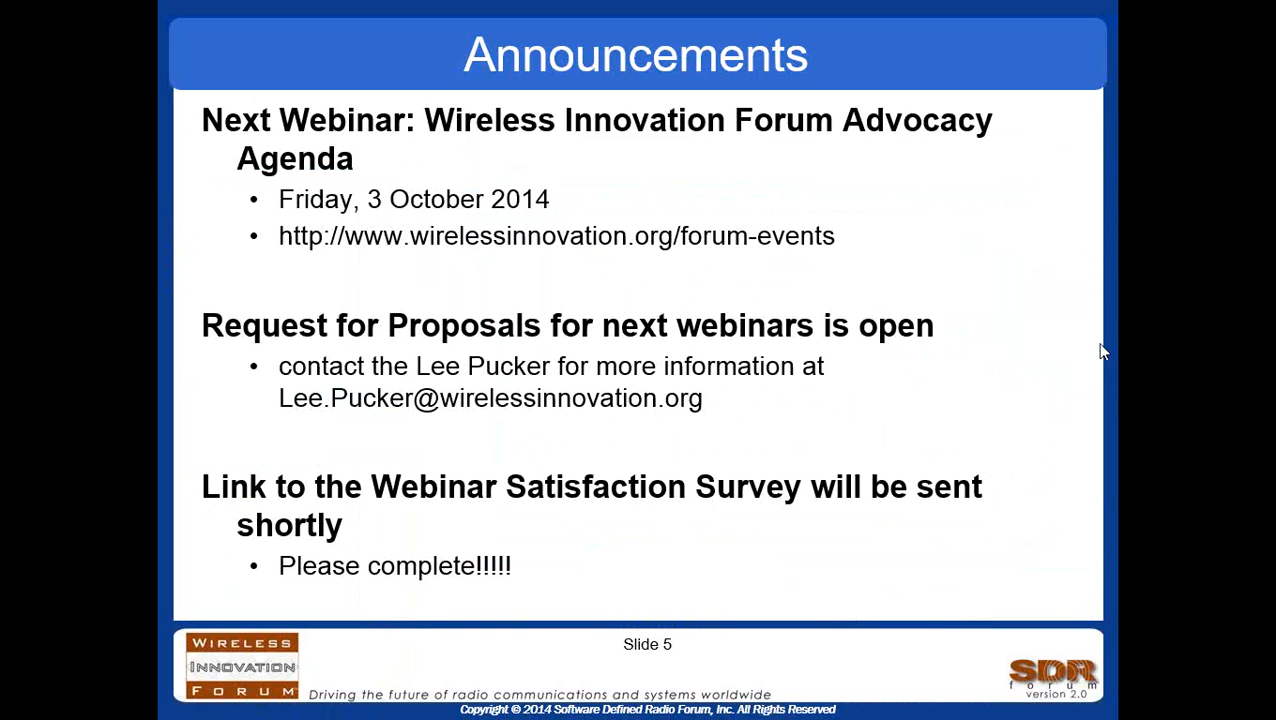 Announcements
Next Webinar: Wireless Innovation Forum Advocacy
Agenda
• Friday, 3 October 2014
• http://www.wirelessinnovation.org/forum-events
Request for Proposals for next webinars is open
• contact the Lee Pucker for more information at
Lee.Pucker@wirelessinnovation.org
Link to the Webinar Satisfaction Survey will be sent
shortly
• Please complete!!!!!
WIRELESS
INNOVATION
FORUM
Slide 5
Driving the future of radio communications and systems worldwide
SDR
forum
version 2.0
Copyright © 2014 Software Defined Radio Forum, Inc. All Rights Reserved